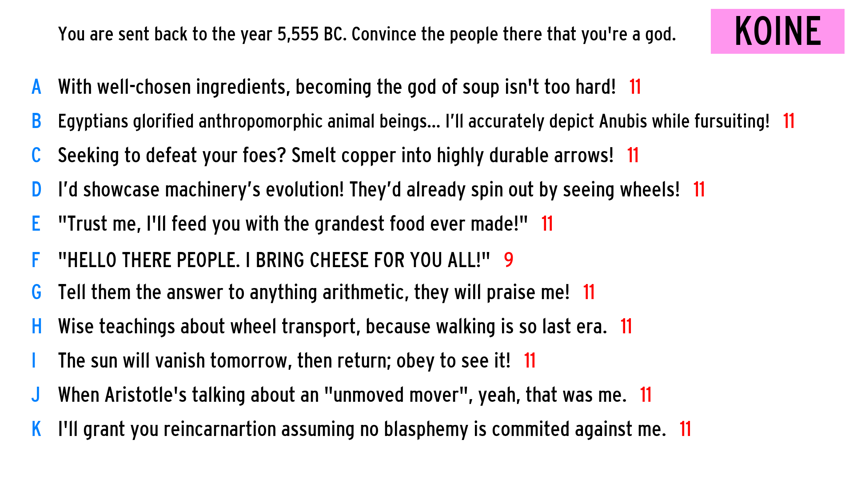 You are sent back to the year 5,555 BC. Convince the people there that you're a god.
KOINE
A With well-chosen ingredients, becoming the god of soup isn't too hard! 11
B Egyptians glorified anthropomorphic animal beings... I'll accurately depict Anubis while fursuiting! 11
C Seeking to defeat your foes? Smelt copper into highly durable arrows! 11
D I'd showcase machinery's evolution! They'd already spin out by seeing wheels! 11
E "Trust me, I'll feed you with the grandest food ever made!" 11
F "HELLO THERE PEOPLE. I BRING CHEESE FOR YOU ALL!" 9
G Tell them the answer to anything arithmetic, they will praise me! 11
H Wise teachings about wheel transport, because walking is so last era. 11
I The sun will vanish tomorrow, then return; obey to see it! 11
J When Aristotle's talking about an "unmoved mover", yeah, that was me. 11
K I'll grant you reincarnartion assuming no blasphemy is commited against me. 11